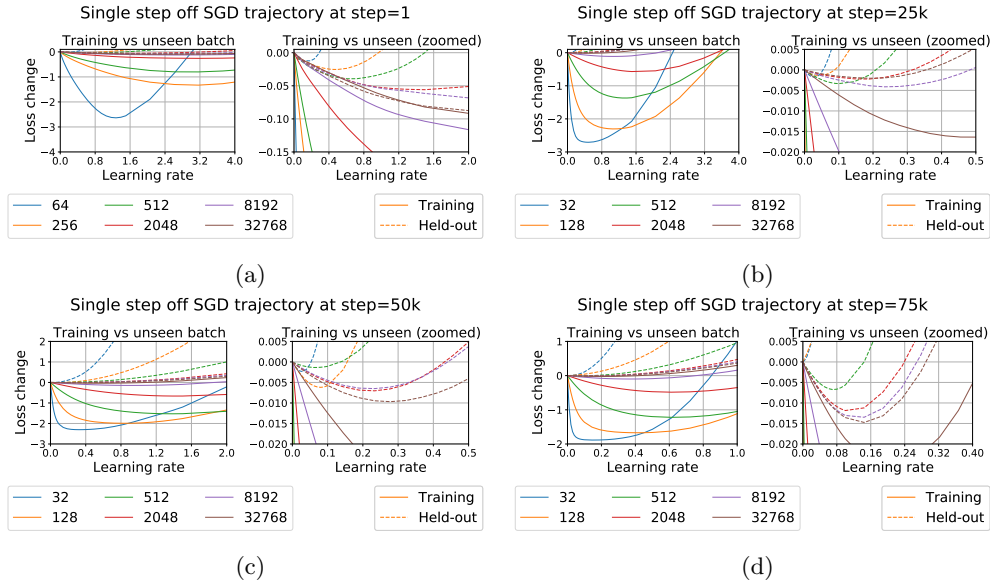 Single step off SGD trajectory at step=1
Training vs unseen batch
Training vs unseen (zoomed)
Loss change
0
−1
−2
−3
−4
0.0 0.8 1.6 2.4 3.2 4.0
Learning rate
0.00
−0.05
−0.10
−0.15
0.0 0.4 0.8 1.2 1.6 2.0
Learning rate
64 512 8192
256 2048 32768
Training
Held-out
(a)
Single step off SGD trajectory at step=25k
Training vs unseen batch
Training vs unseen (zoomed)
Loss change
0
−1
−2
−3
0.0 0.8 1.6 2.4 3.2 4.0
Learning rate
0.005
0.000
−0.005
−0.010
−0.015
−0.020
0.0 0.1 0.2 0.3 0.4 0.5
Learning rate
32 512 8192
128 2048 32768
Training
Held-out
(b)
Single step off SGD trajectory at step=50k
Training vs unseen batch
Training vs unseen (zoomed)
Loss change
2
1
0
−1
−2
−3
0.0 0.4 0.8 1.2 1.6 2.0
Learning rate
0.005
0.000
−0.005
−0.010
−0.015
−0.020
0.0 0.1 0.2 0.3 0.4 0.5
Learning rate
32 512 8192
128 2048 32768
Training
Held-out
(c)
Single step off SGD trajectory at step=75k
Training vs unseen batch
Training vs unseen (zoomed)
Loss change
1
0
−1
−2
0.0 0.2 0.4 0.6 0.8 1.0
Learning rate
0.005
0.000
−0.005
−0.010
−0.015
−0.020
0.00 0.08 0.16 0.24 0.32 0.40
Learning rate
32 512 8192
128 2048 32768
Training
Held-out
(d)